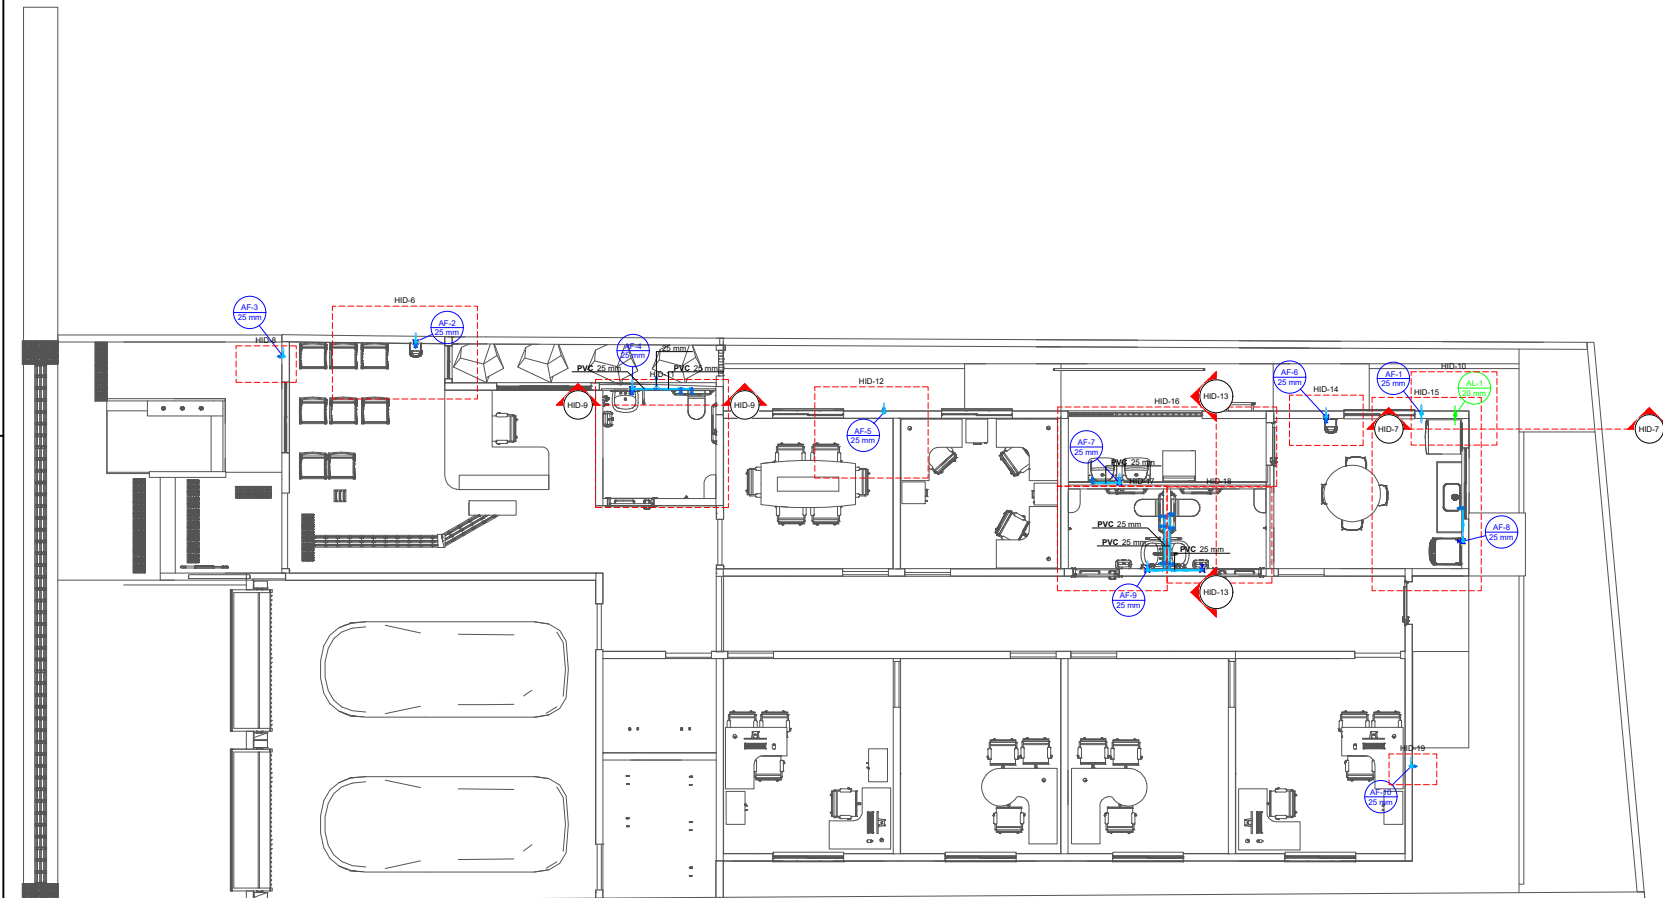 HID-6
AF-3
25 mm
HID-8
AF-2
25 mm
AF-4
25 mm
25 mm
PVC 25 mm
PVC 25 mm
HID-9
HID-9
HID-12
AF-5
25 mm
HID-13
HID-16
AF-7
25 mm
PVC 25 mm
HID-17
HID-18
PVC 25 mm
PVC 25 mm
PVC 25 mm
AF-9
25 mm
HID-13
AF-6
25 mm
HID-14
AF-1
25 mm
HID-10
AL-1
20 mm
HID-15
HID-7
HID-7
AF-8
25 mm
HID-19
AF-10
25 mm